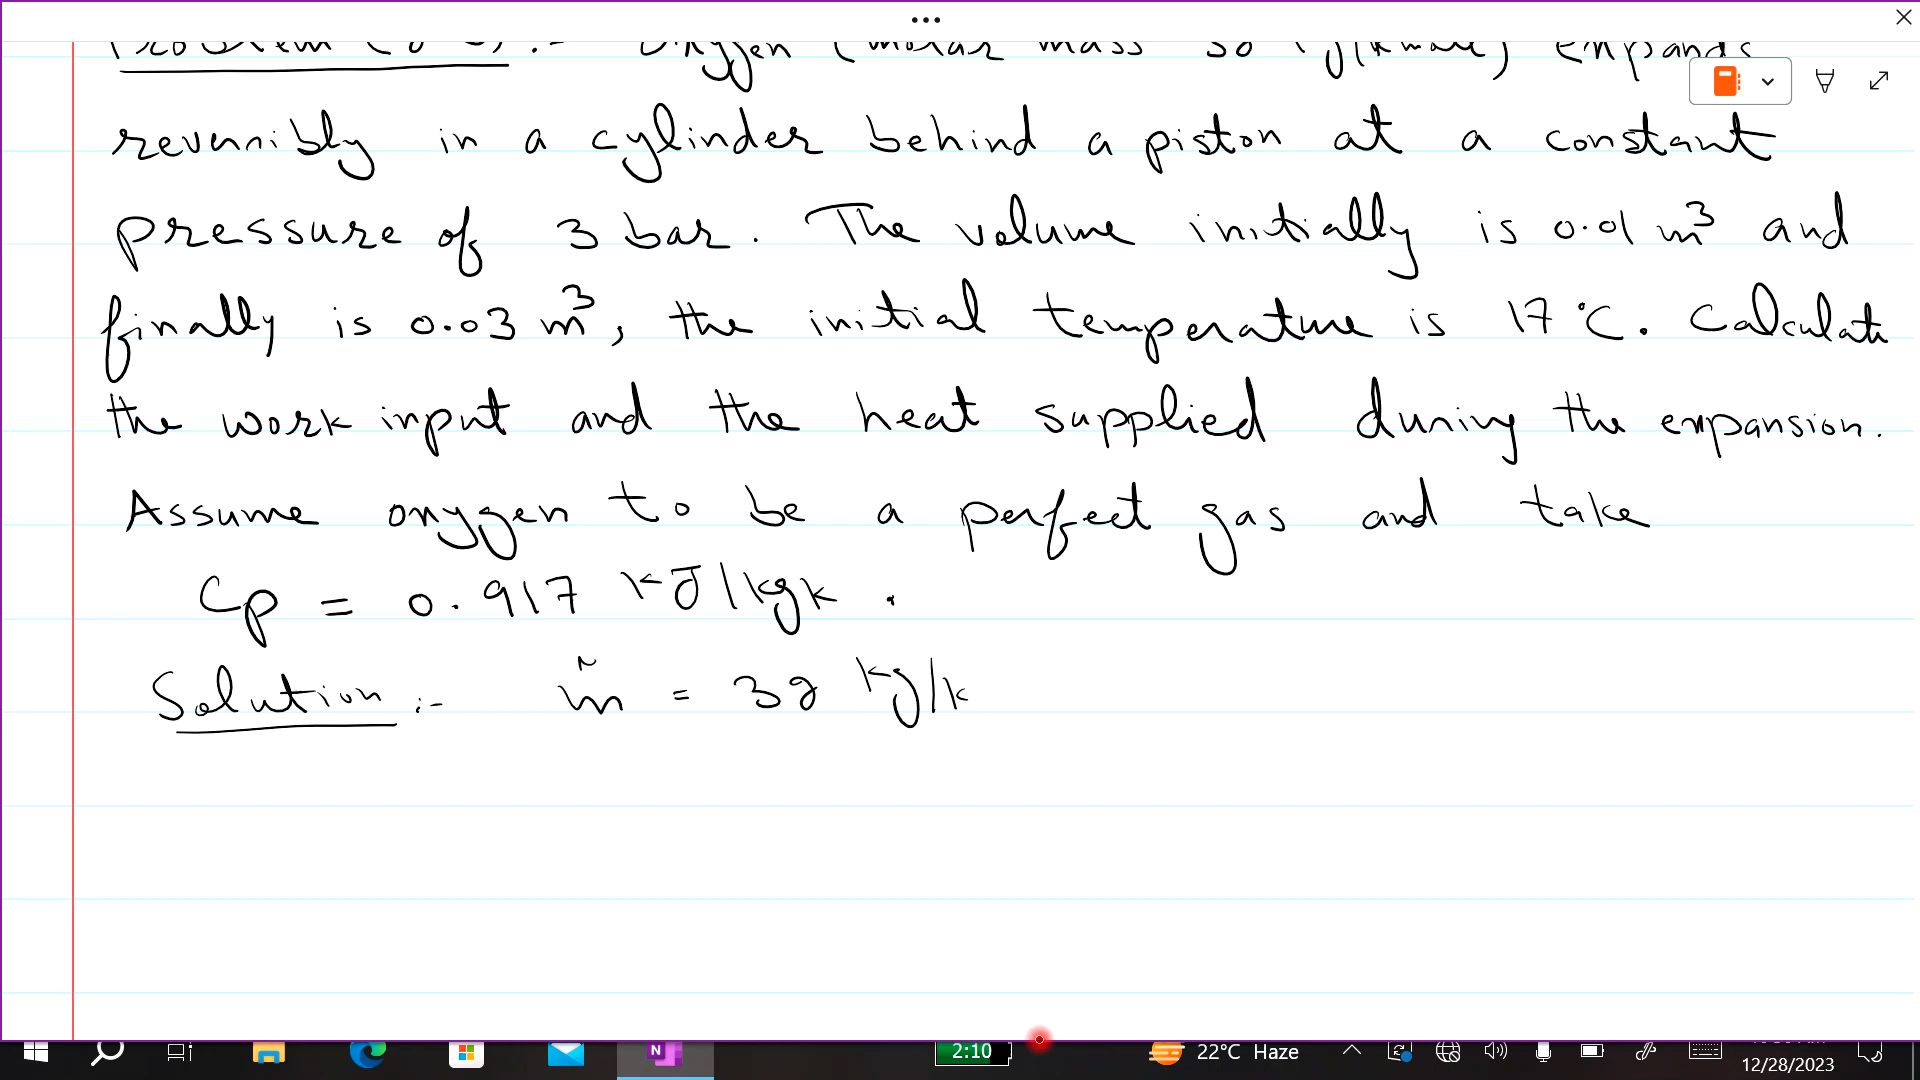 Oxygen (molar mass expands
reversibly in a cylinder behind a piston at a constant
pressure of 3 bar. The volume initially is 0.01 m³ and
finally is 0.03 m³, the initial temperature is 17 °C. Calculate
the work input and the heat supplied during the expansion.
Assume oxygen to be a perfect gas and take
Cp = 0.917 kJ/kgk.
Solution :- m̃ = 32 kg/k
2:10 22°C Haze
12/28/2023